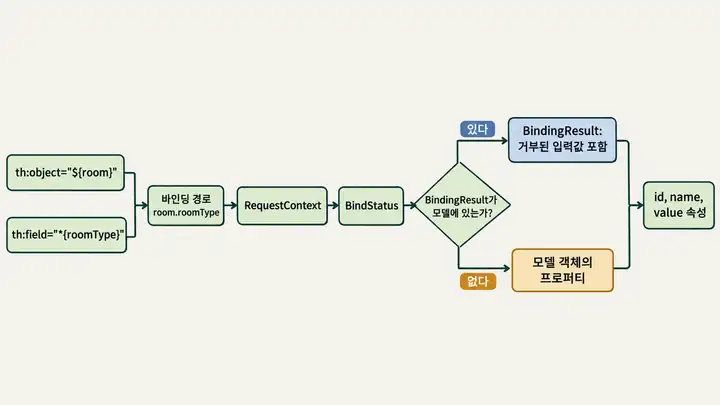 th:object="${room}"
th:field="*{roomType}"
바인딩 경로
room.roomType
RequestContext
BindStatus
BindingResult가
모델에 있는가?
있다
BindingResult:
거부된 입력값 포함
없다
모델 객체의
프로퍼티
id, name,
value 속성